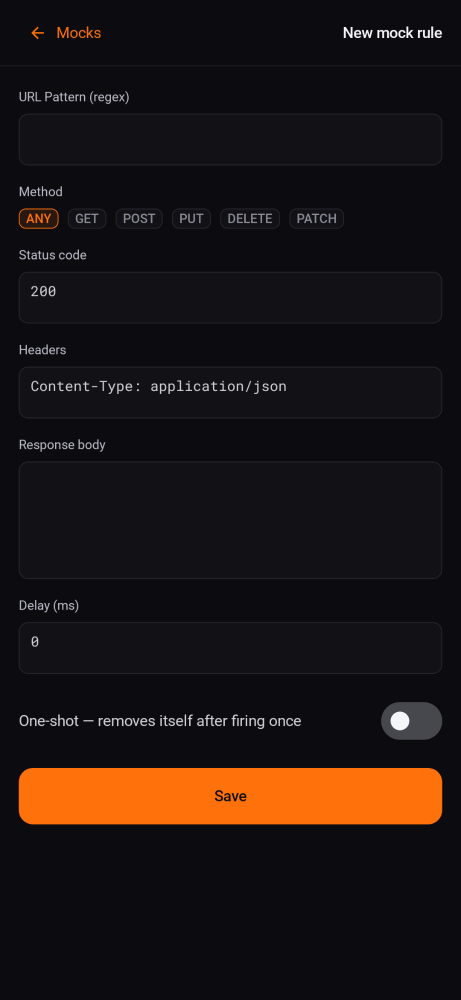 Mocks
New mock rule
URL Pattern (regex)
Method
ANY GET POST PUT DELETE PATCH
Status code
200
Headers
Content-Type: application/json
Response body
Delay (ms)
0
One-shot — removes itself after firing once
Save